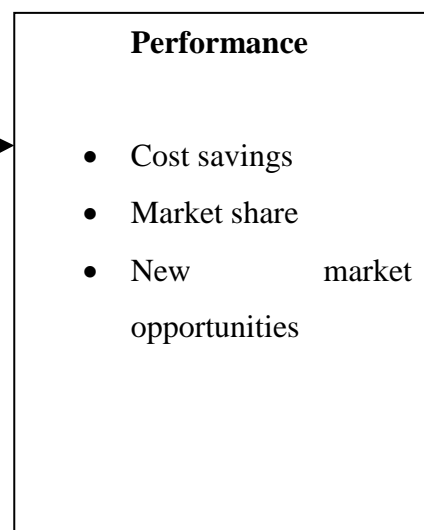 Performance
• Cost savings
• Market share
• New market
opportunities